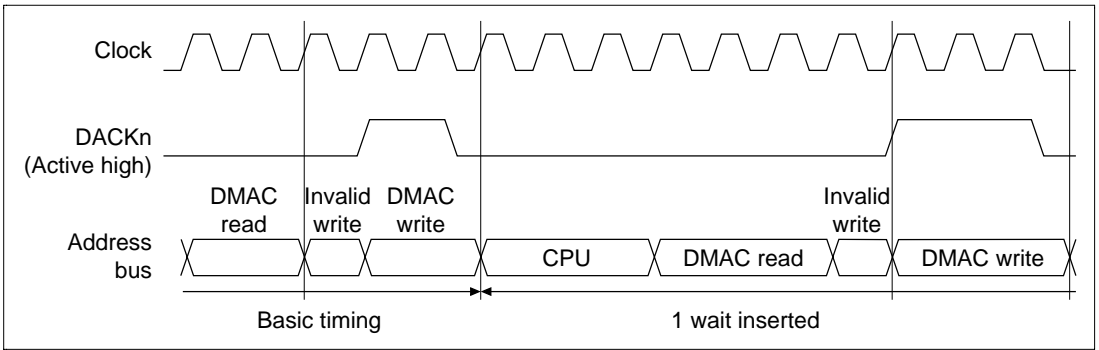 Clock
DACKn
(Active high)
DMAC
read
Invalid
write
DMAC
write
Invalid
write
Address
bus
CPU
DMAC read
DMAC write
Basic timing
1 wait inserted